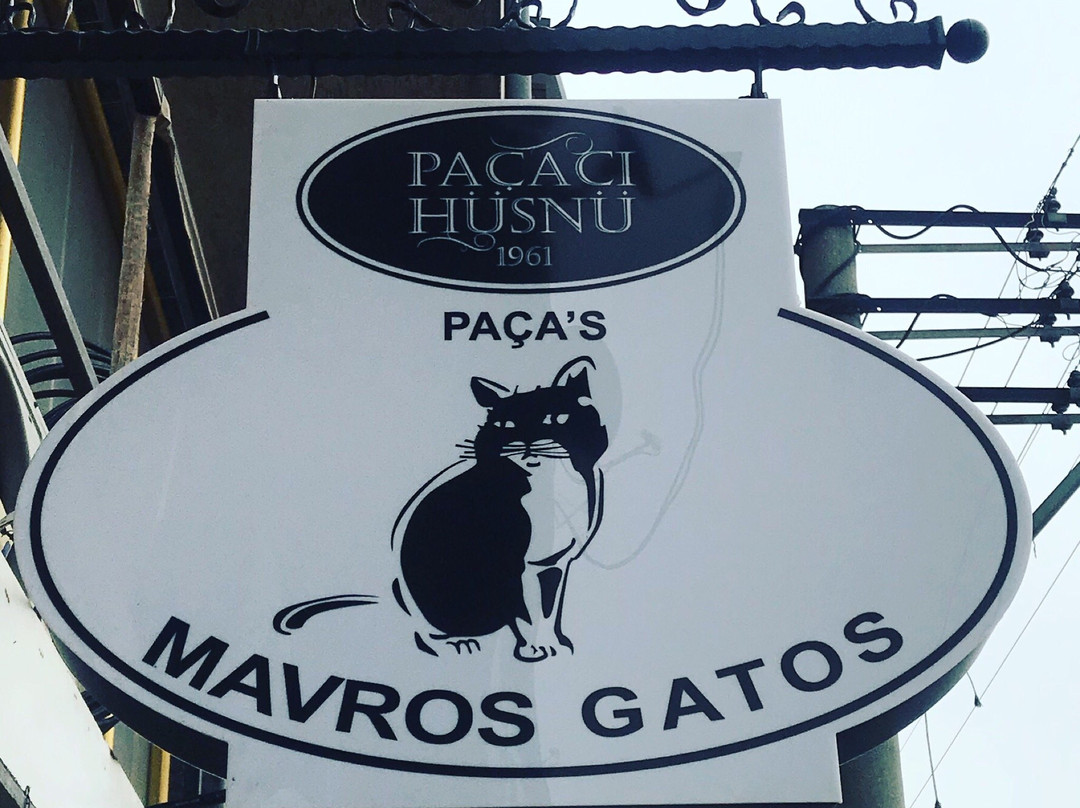 PAÇACI
HÜSNÜ
1961
PAÇA'S
MAVROS GATOS